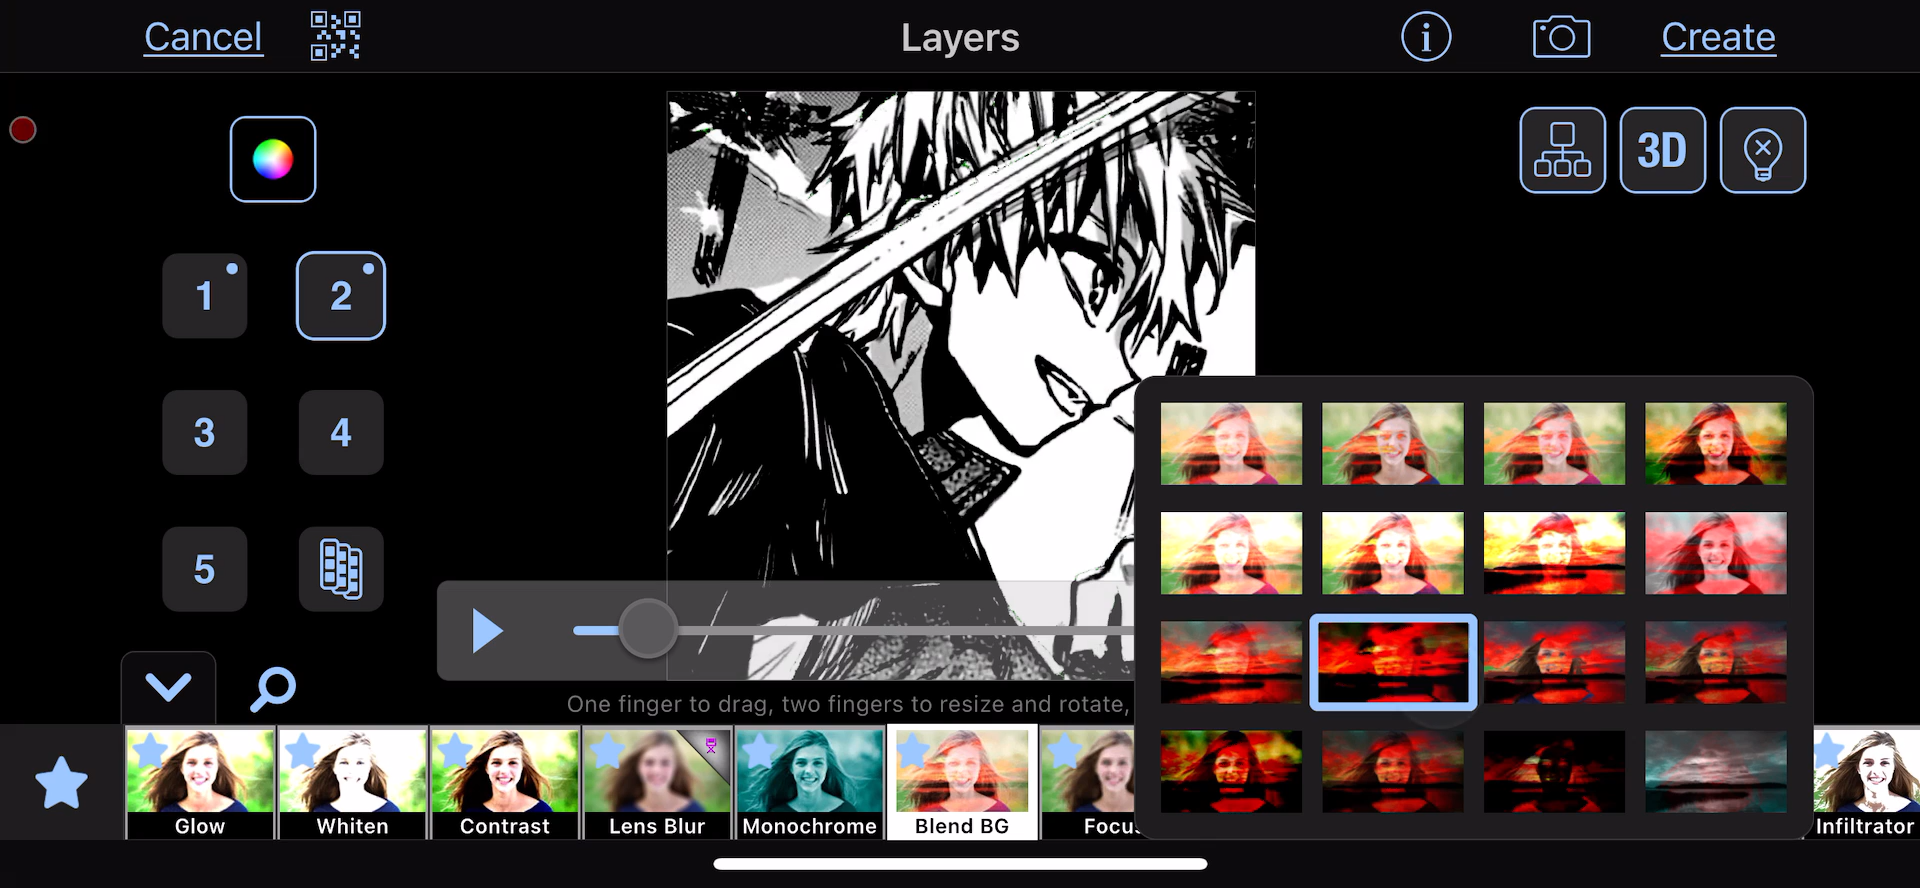 Cancel
Layers
Create
3D
1
2
3
4
5
One finger to drag, two fingers to resize and rotate,
Glow
Whiten
Contrast
Lens Blur
Monochrome
Blend BG
Focus
Infiltrator